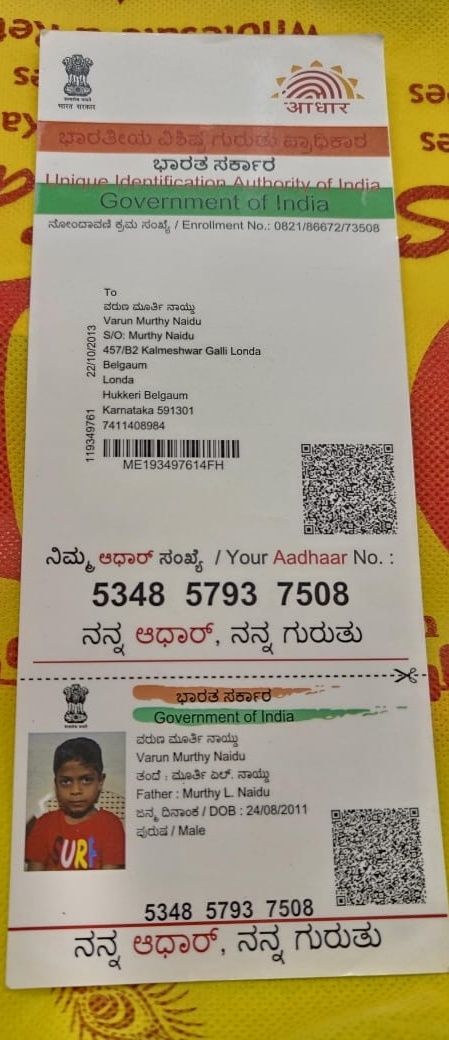 भारत सरकार
आधार
ಭಾರತೀಯ ವಿಶಿಷ್ಟ ಗುರುತು ಪ್ರಾಧಿಕಾರ
ಭಾರತ ಸರ್ಕಾರ
Unique Identification Authority of India
Government of India
ನೋಂದಾವಣಿ ಕ್ರಮ ಸಂಖ್ಯೆ / Enrollment No.: 0821/86672/73508
To
ವರುಣ ಮೂರ್ತಿ ನಾಯ್ಡು
Varun Murthy Naidu
S/O: Murthy Naidu
457/B2 Kalmeshwar Galli Londa
Belgaum
Londa
Hukkeri Belgaum
Karnataka 591301
7411408984
119349761 22/10/2013
ME193497614FH
ನಿಮ್ಮ ಆಧಾರ್ ಸಂಖ್ಯೆ / Your Aadhaar No. :
5348 5793 7508
ನನ್ನ ಆಧಾರ್, ನನ್ನ ಗುರುತು
ಭಾರತ ಸರ್ಕಾರ
Government of India
ವರುಣ ಮೂರ್ತಿ ನಾಯ್ಡು
Varun Murthy Naidu
ತಂದೆ : ಮೂರ್ತಿ ಎಲ್. ನಾಯ್ಡು
Father : Murthy L. Naidu
ಜನ್ಮ ದಿನಾಂಕ / DOB : 24/08/2011
ಪುರುಷ / Male
5348 5793 7508
ನನ್ನ ಆಧಾರ್, ನನ್ನ ಗುರುತು